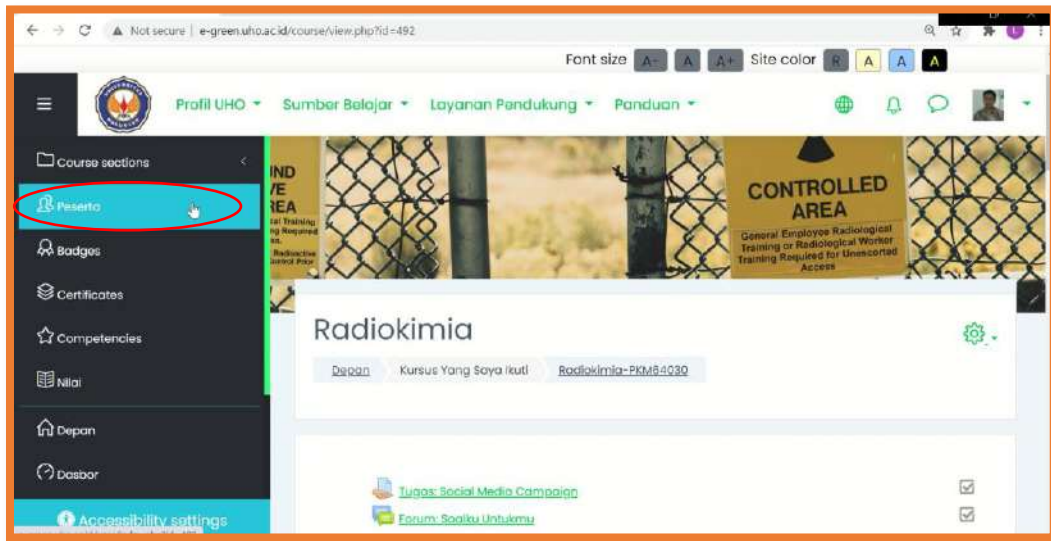 Not secure | e-green.uho.ac.id/course/view.php?id=492
Font size A- A A+ Site color R A A A
Profil UHO Sumber Belajar Layanan Pendukung Panduan
Course sections
Peserta
Badges
Certificates
Competencies
Nilai
Depan
Dasbor
Accessibility settings
CONTROLLED
AREA
General Employee Radiological
Training or Radiological Worker
Training Required for Unescorted
Access
Radiokimia
Depan Kursus Yang Saya Ikuti Radiokimia-PKM64030
Tugas: Social Media Campaign
Forum: Soalku Untukmu